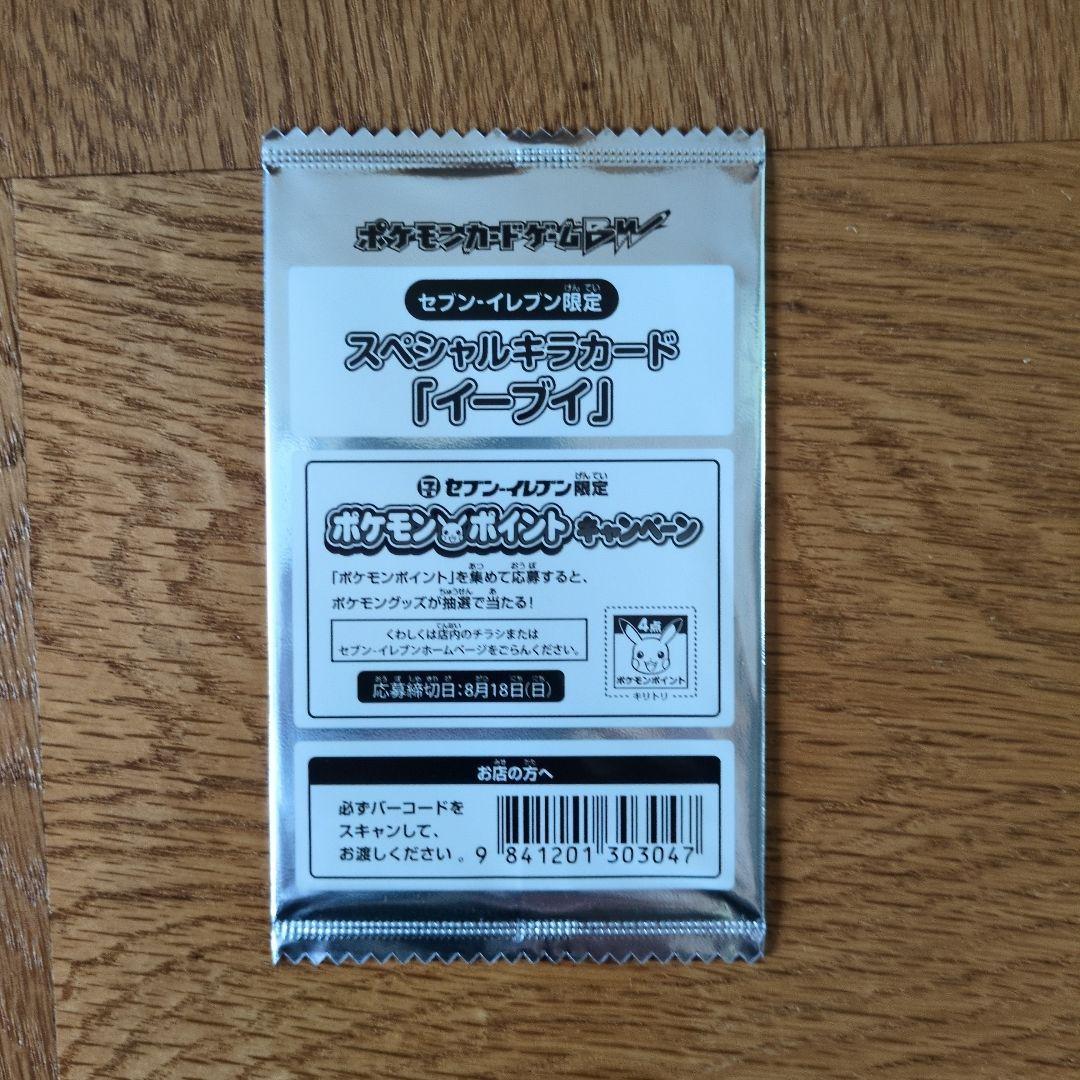 ポケモンカードゲームBW
セブン-イレブン限定
スペシャルキラカード
「イーブイ」
セブン-イレブン限定
ポケモンポイントキャンペーン
「ポケモンポイント」を集めて応募すると、
ポケモングッズが抽選で当たる!
くわしくは店内のチラシまたは
セブン-イレブンホームページをごらんください。
応募締切日:8月18日(日)
4点
ポケモンポイント
キリトリ
お店の方へ
必ずバーコードを
スキャンして、
お渡しください。
9 841201 303047